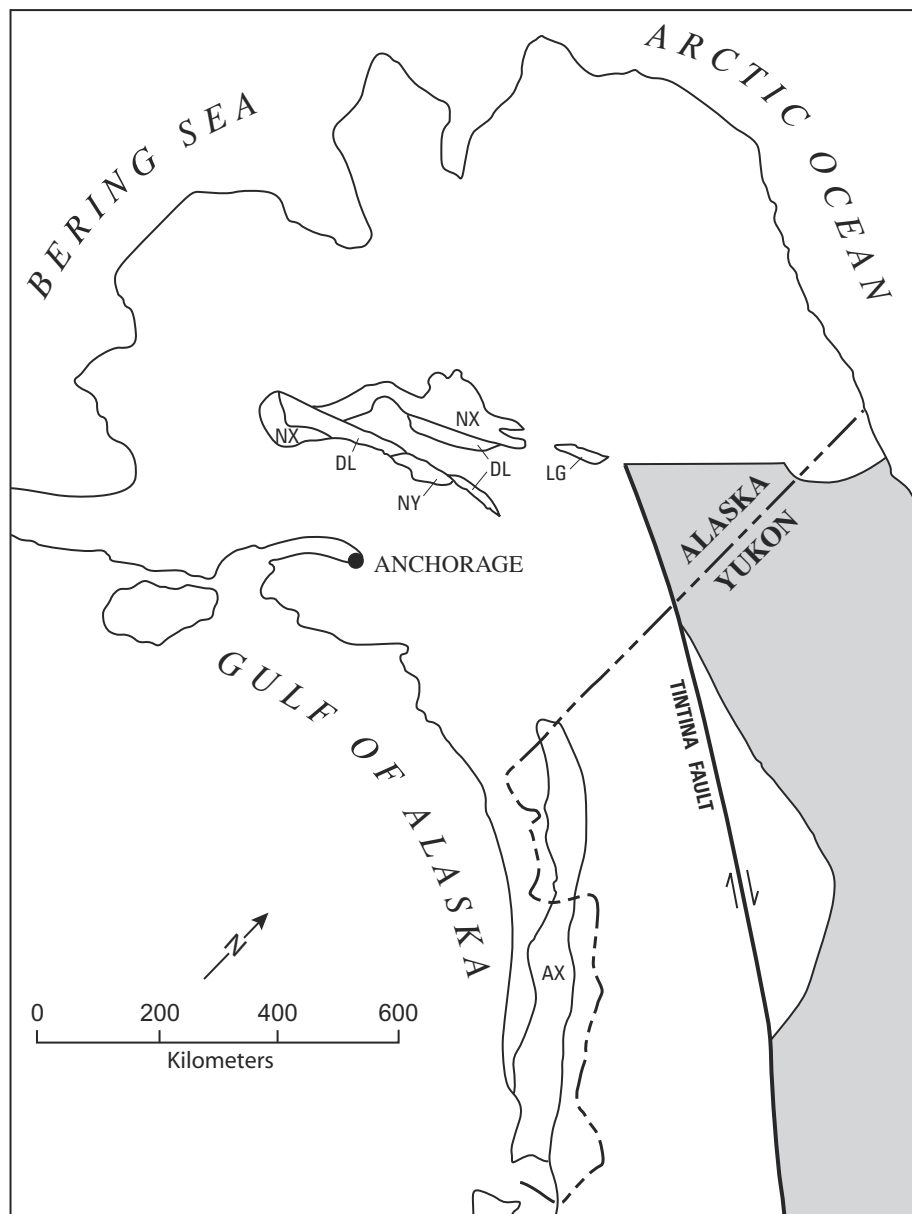 ARCTIC OCEAN
BERING SEA
NX
NX
DL
DL
LG
NY
ALASKA
YUKON
ANCHORAGE
GULF OF ALASKA
TINTINA FAULT
N
AX
0 200 400 600
Kilometers